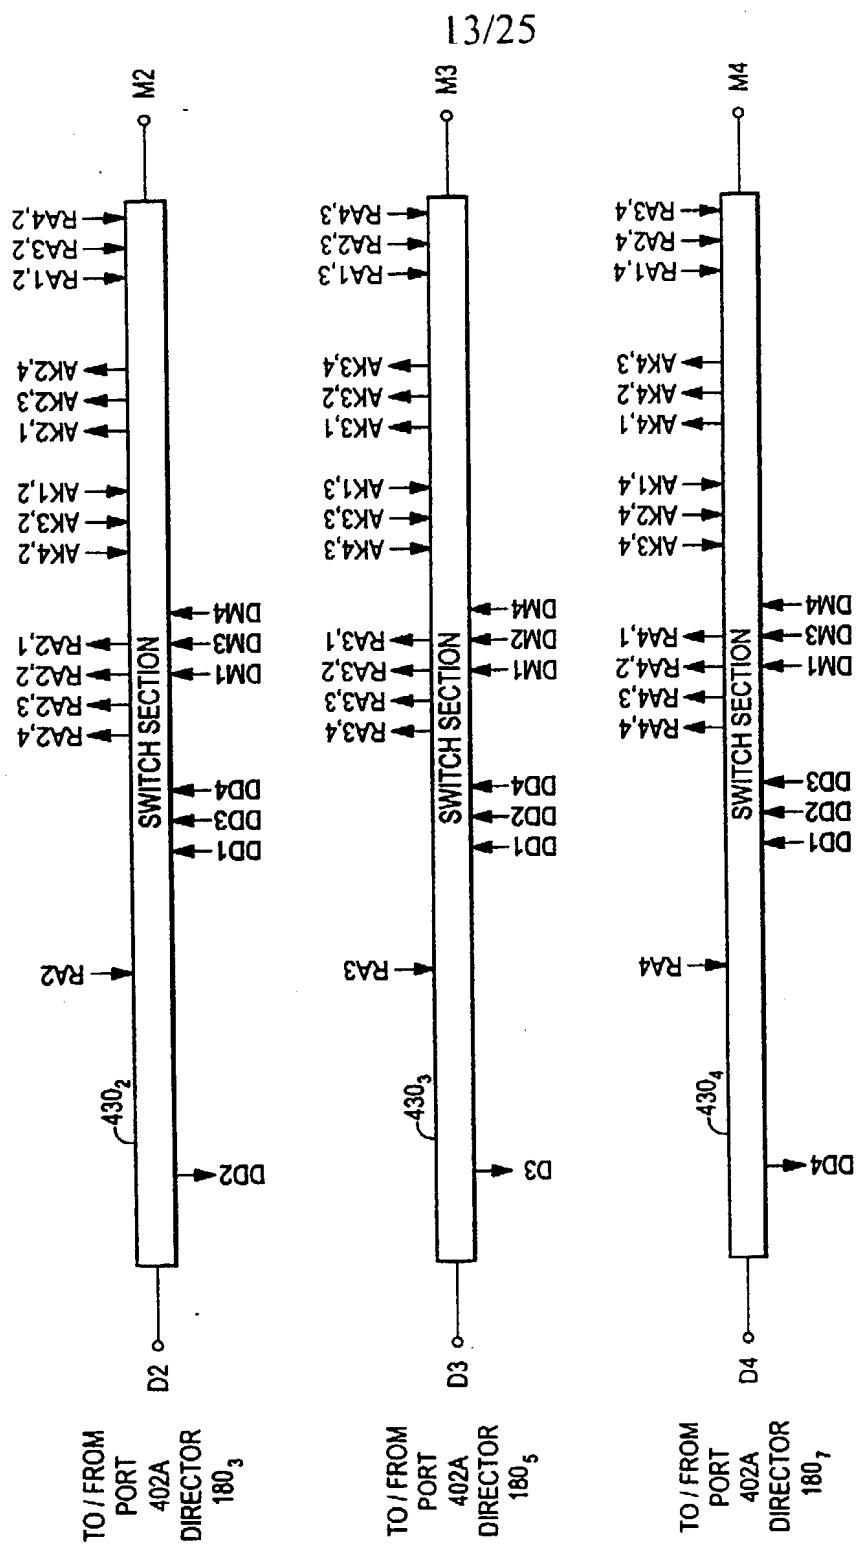 13/25
M2
RA4,2
RA3,2
RA1,2
AK2,4
AK2,3
AK2,1
AK1,2
AK3,2
AK4,2
RA2,1
RA2,2
RA2,3
RA2,4
DM4
DM3
DM1
SWITCH SECTION
DD4
DD3
DD1
RA2
430₂
DD2
D2
TO / FROM
PORT
402A
DIRECTOR
180₃
M3
RA4,3
RA2,3
RA1,3
AK3,4
AK3,2
AK3,1
AK1,3
AK3,3
AK4,3
RA3,1
RA3,2
RA3,3
RA3,4
DM4
DM2
DM1
SWITCH SECTION
DD4
DD2
DD1
RA3
430₃
D3
D3
TO / FROM
PORT
402A
DIRECTOR
180₅
M4
RA3,4
RA2,4
RA1,4
AK4,3
AK4,2
AK4,1
AK1,4
AK2,4
AK3,4
RA4,1
RA4,2
RA4,3
RA4,4
DM4
DM3
DM1
SWITCH SECTION
DD3
DD2
DD1
RA4
430₄
DD4
D4
TO / FROM
PORT
402A
DIRECTOR
180₇